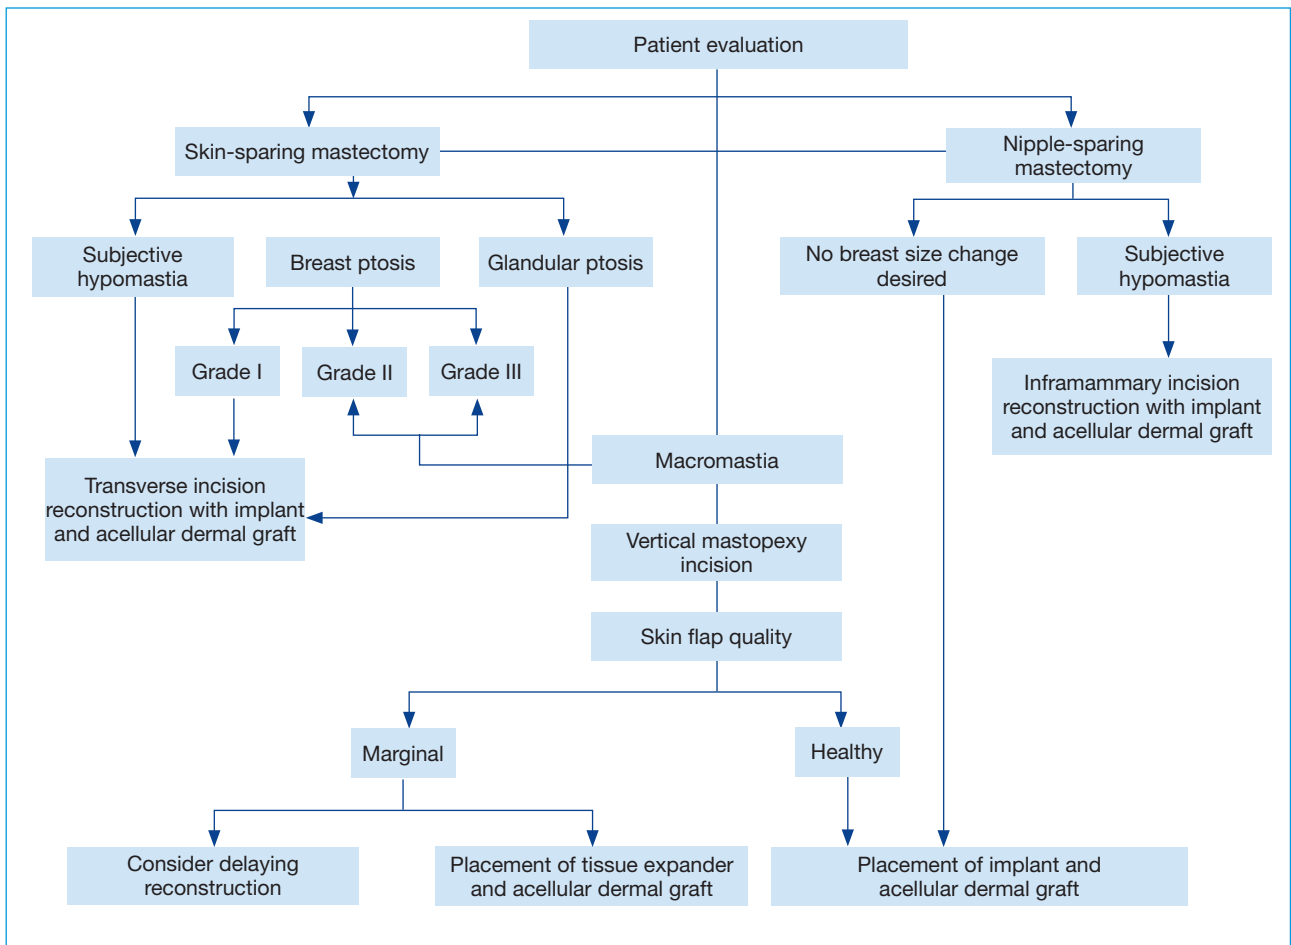 Patient evaluation
Skin-sparing mastectomy
Nipple-sparing
mastectomy
Subjective
hypomastia
Breast ptosis
Glandular ptosis
No breast size change
desired
Subjective
hypomastia
Grade I
Grade II
Grade III
Inframammary incision
reconstruction with implant
and acellular dermal graft
Macromastia
Transverse incision
reconstruction with implant
and acellular dermal graft
Vertical mastopexy
incision
Skin flap quality
Marginal
Healthy
Consider delaying
reconstruction
Placement of tissue expander
and acellular dermal graft
Placement of implant and
acellular dermal graft